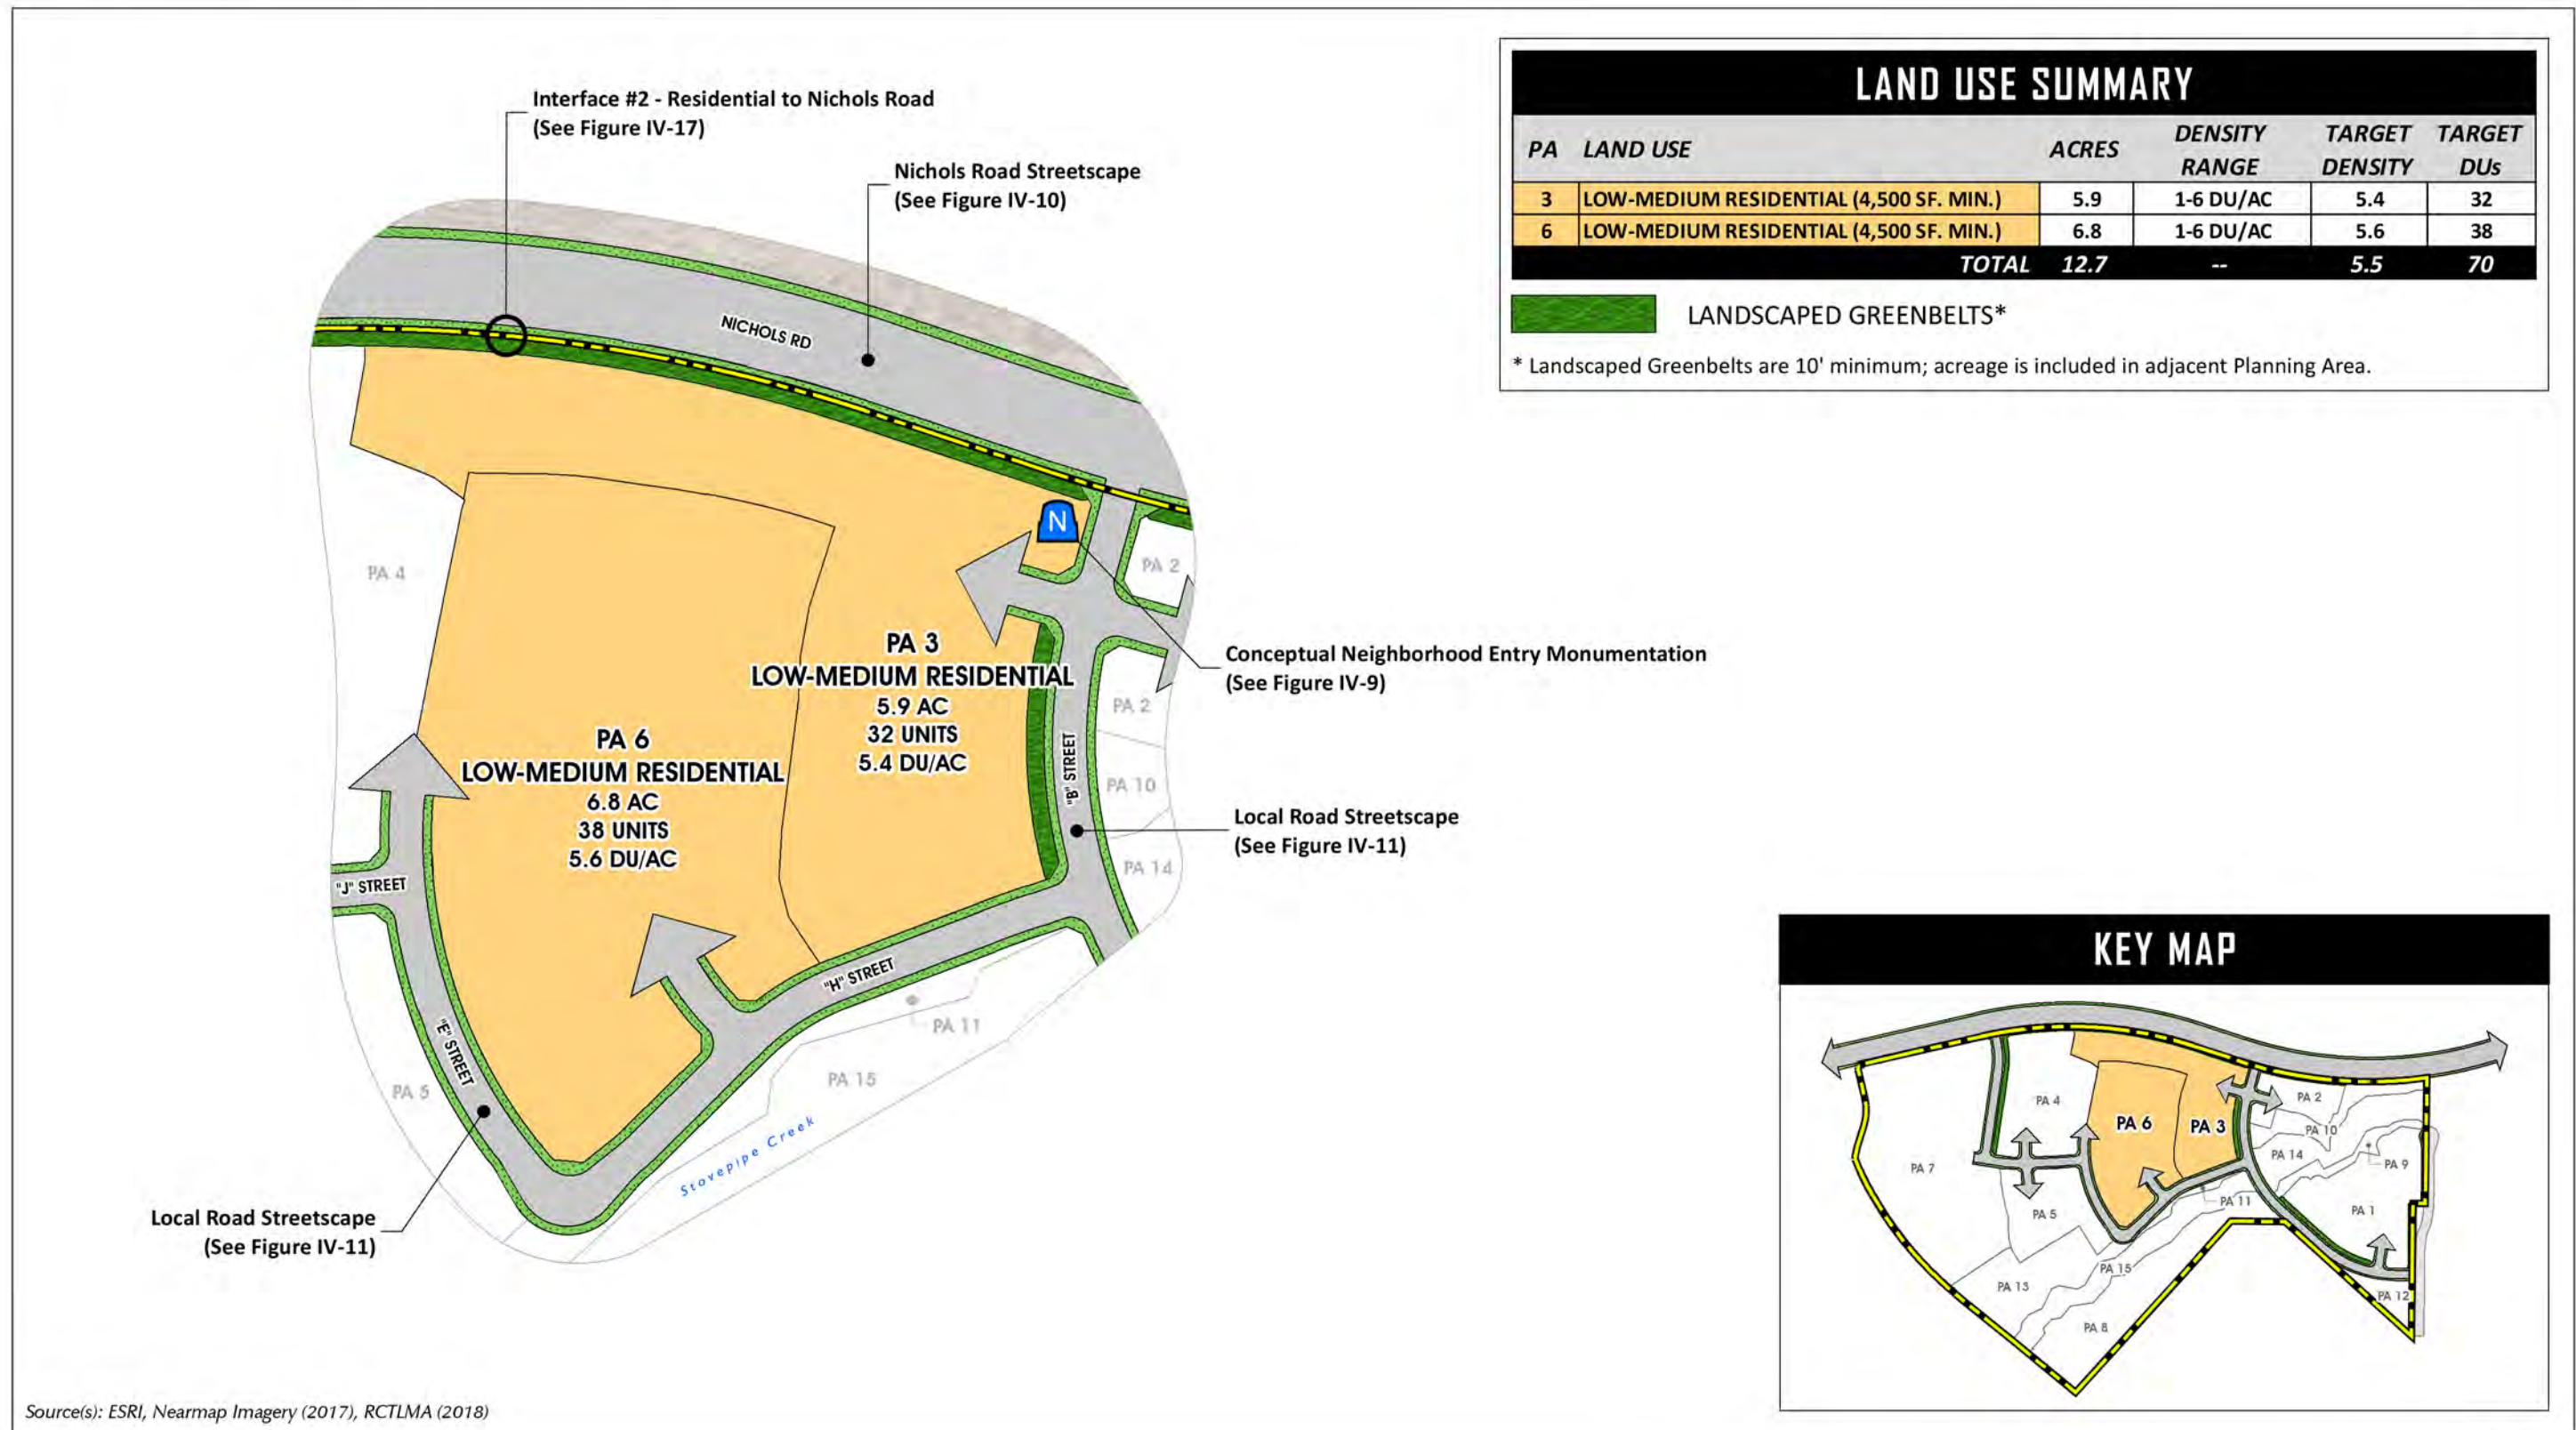 Interface #2 - Residential to Nichols Road
(See Figure IV-17)
Nichols Road Streetscape
(See Figure IV-10)
LAND USE SUMMARY
PA LAND USE ACRES DENSITY RANGE TARGET DENSITY TARGET DUs
3 LOW-MEDIUM RESIDENTIAL (4,500 SF. MIN.) 5.9 1-6 DU/AC 5.4 32
6 LOW-MEDIUM RESIDENTIAL (4,500 SF. MIN.) 6.8 1-6 DU/AC 5.6 38
TOTAL 12.7 -- 5.5 70
LANDSCAPED GREENBELTS*
* Landscaped Greenbelts are 10' minimum; acreage is included in adjacent Planning Area.
NICHOLS RD
N
PA 4
PA 2
PA 3
LOW-MEDIUM RESIDENTIAL
5.9 AC
32 UNITS
5.4 DU/AC
Conceptual Neighborhood Entry Monumentation
(See Figure IV-9)
PA 2
PA 6
LOW-MEDIUM RESIDENTIAL
6.8 AC
38 UNITS
5.6 DU/AC
"B" STREET
PA 10
Local Road Streetscape
(See Figure IV-11)
PA 14
"J" STREET
"H" STREET
PA 11
"E" STREET
PA 15
PA 5
Stovepipe Creek
Local Road Streetscape
(See Figure IV-11)
KEY MAP
PA 4
PA 2
PA 6
PA 3
PA 10
PA 7
PA 14
PA 9
PA 11
PA 5
PA 1
PA 15
PA 13
PA 12
PA 8
Source(s): ESRI, Nearmap Imagery (2017), RCTLMA (2018)